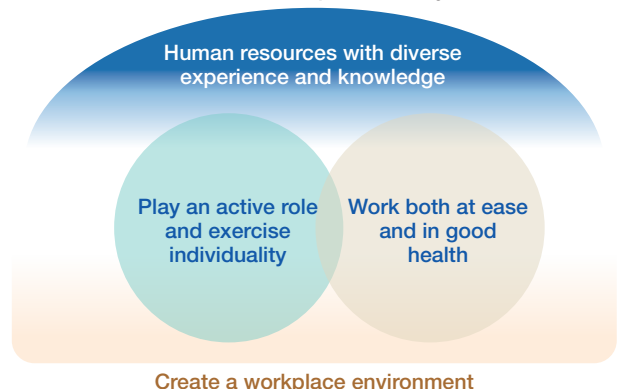 Human resources with diverse
experience and knowledge
Play an active role
and exercise
individuality
Work both at ease
and in good
health
Create a workplace environment